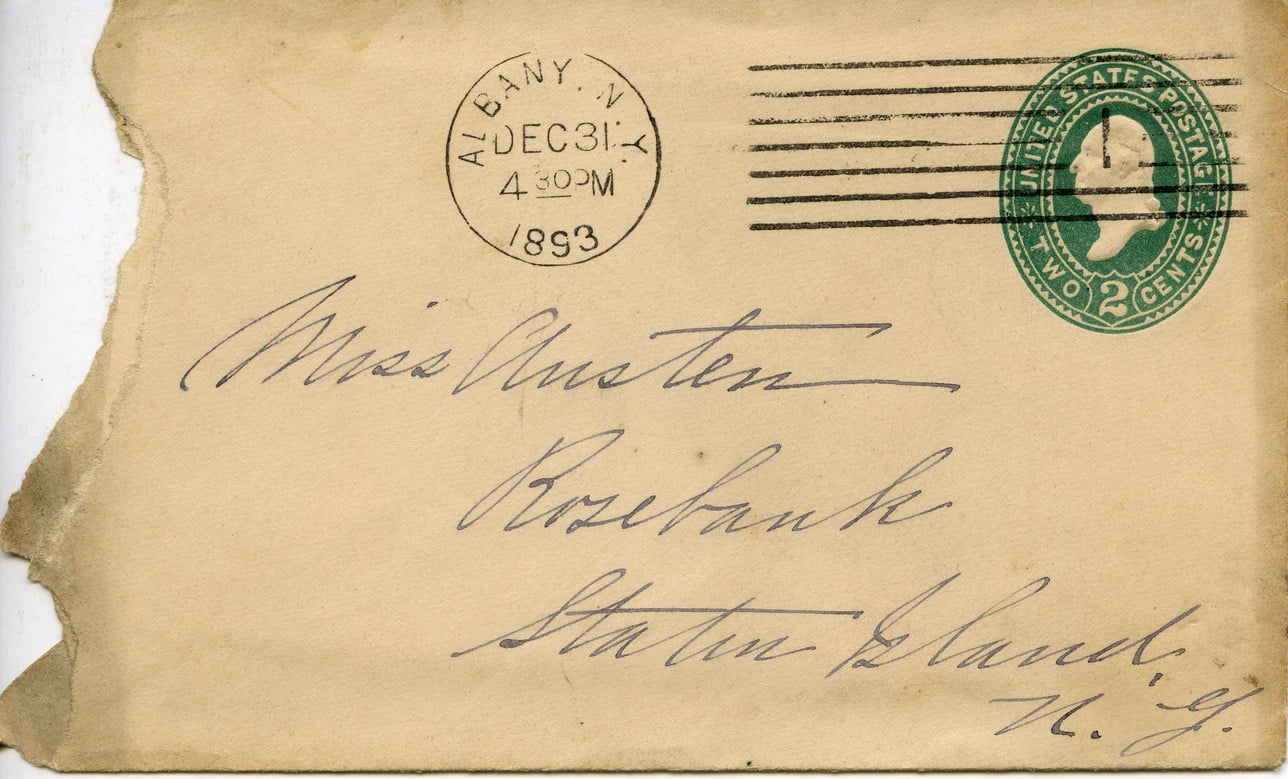 ALBANY. N.Y.
DEC 31
4 30 PM
1893
UNITED STATES POSTAGE
TWO 2 CENTS
Miss Austen
Rosebank
Staten Island,
N. Y.